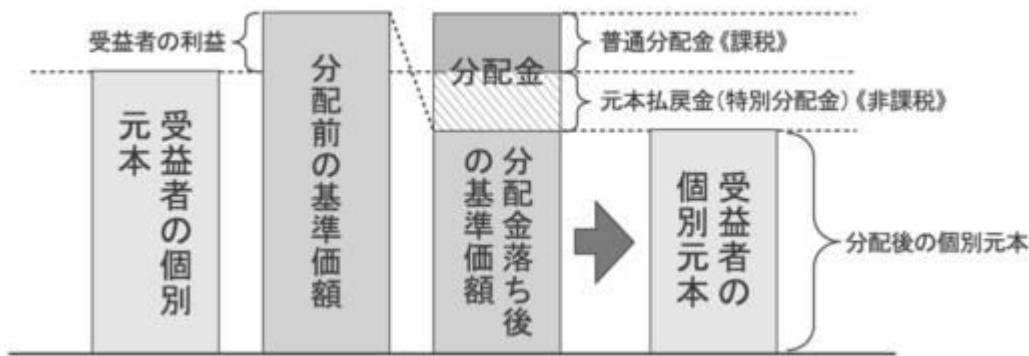 受益者の利益
受益者の個別
元本
分配前の基準価額
分配金
分配金落ち後
の基準価額
普通分配金《課税》
元本払戻金(特別分配金)《非課税》
受益者の
個別元本
分配後の個別元本